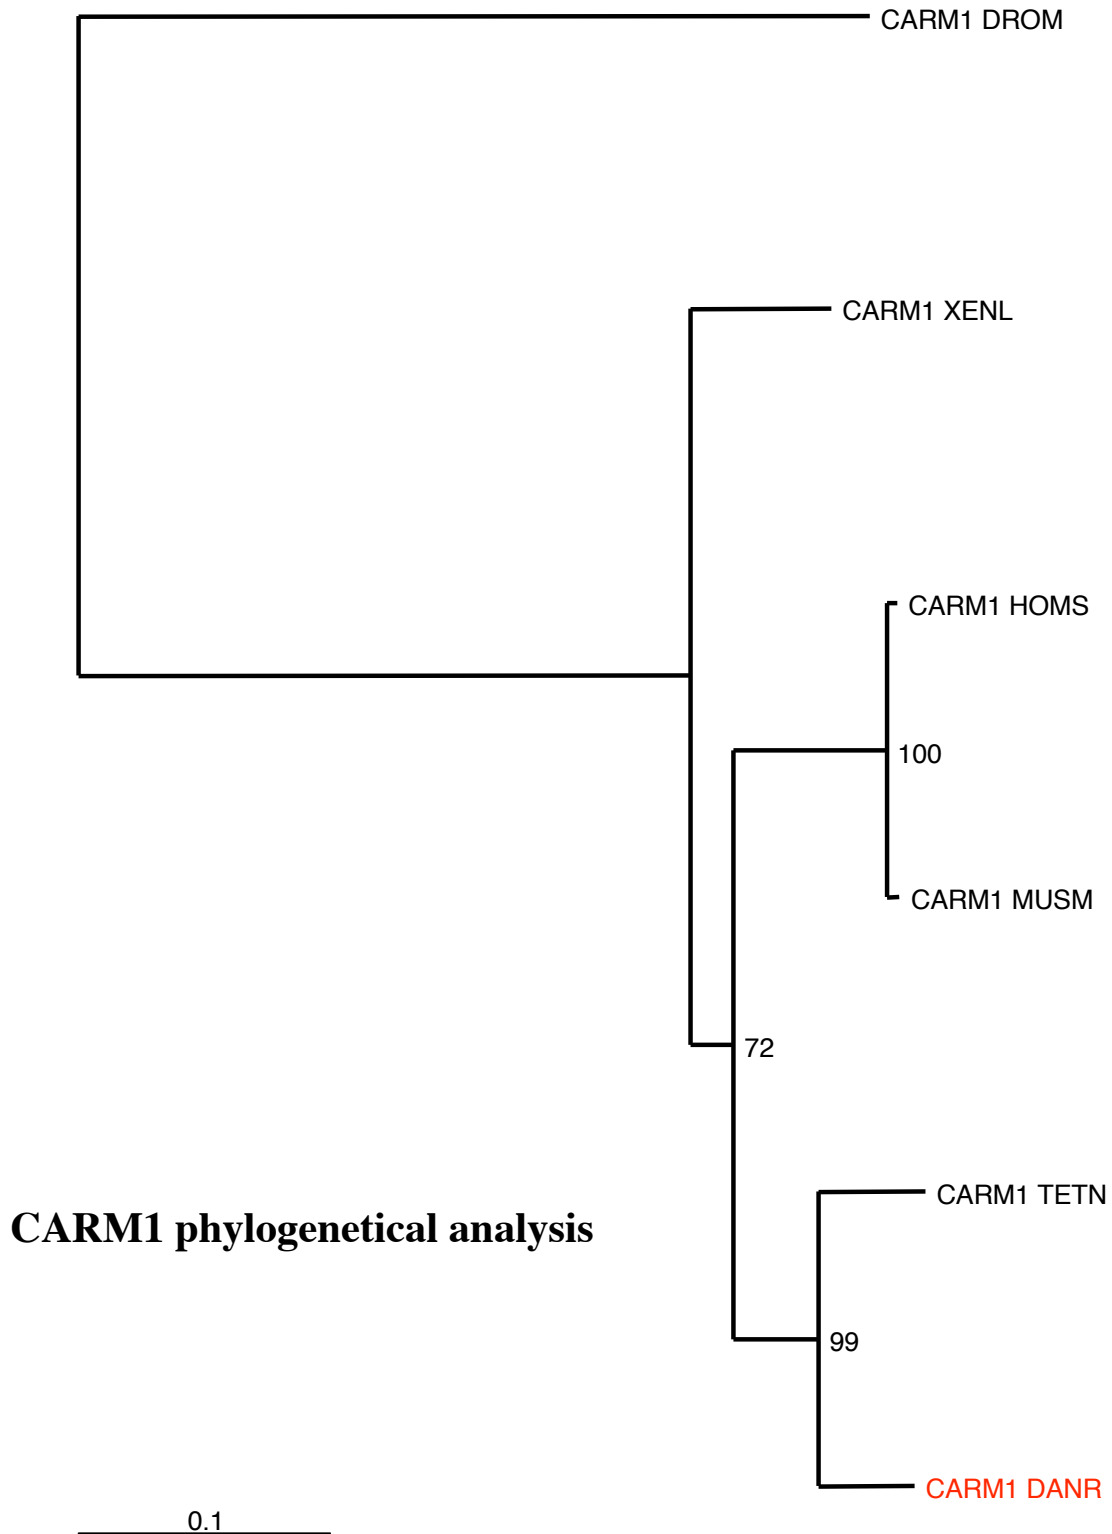 CARM1 DROM
CARM1 XENL
CARM1 HOMS
100
CARM1 MUSM
72
CARM1 TETN
CARM1 phylogenetical analysis
99
CARM1 DANR
0.1